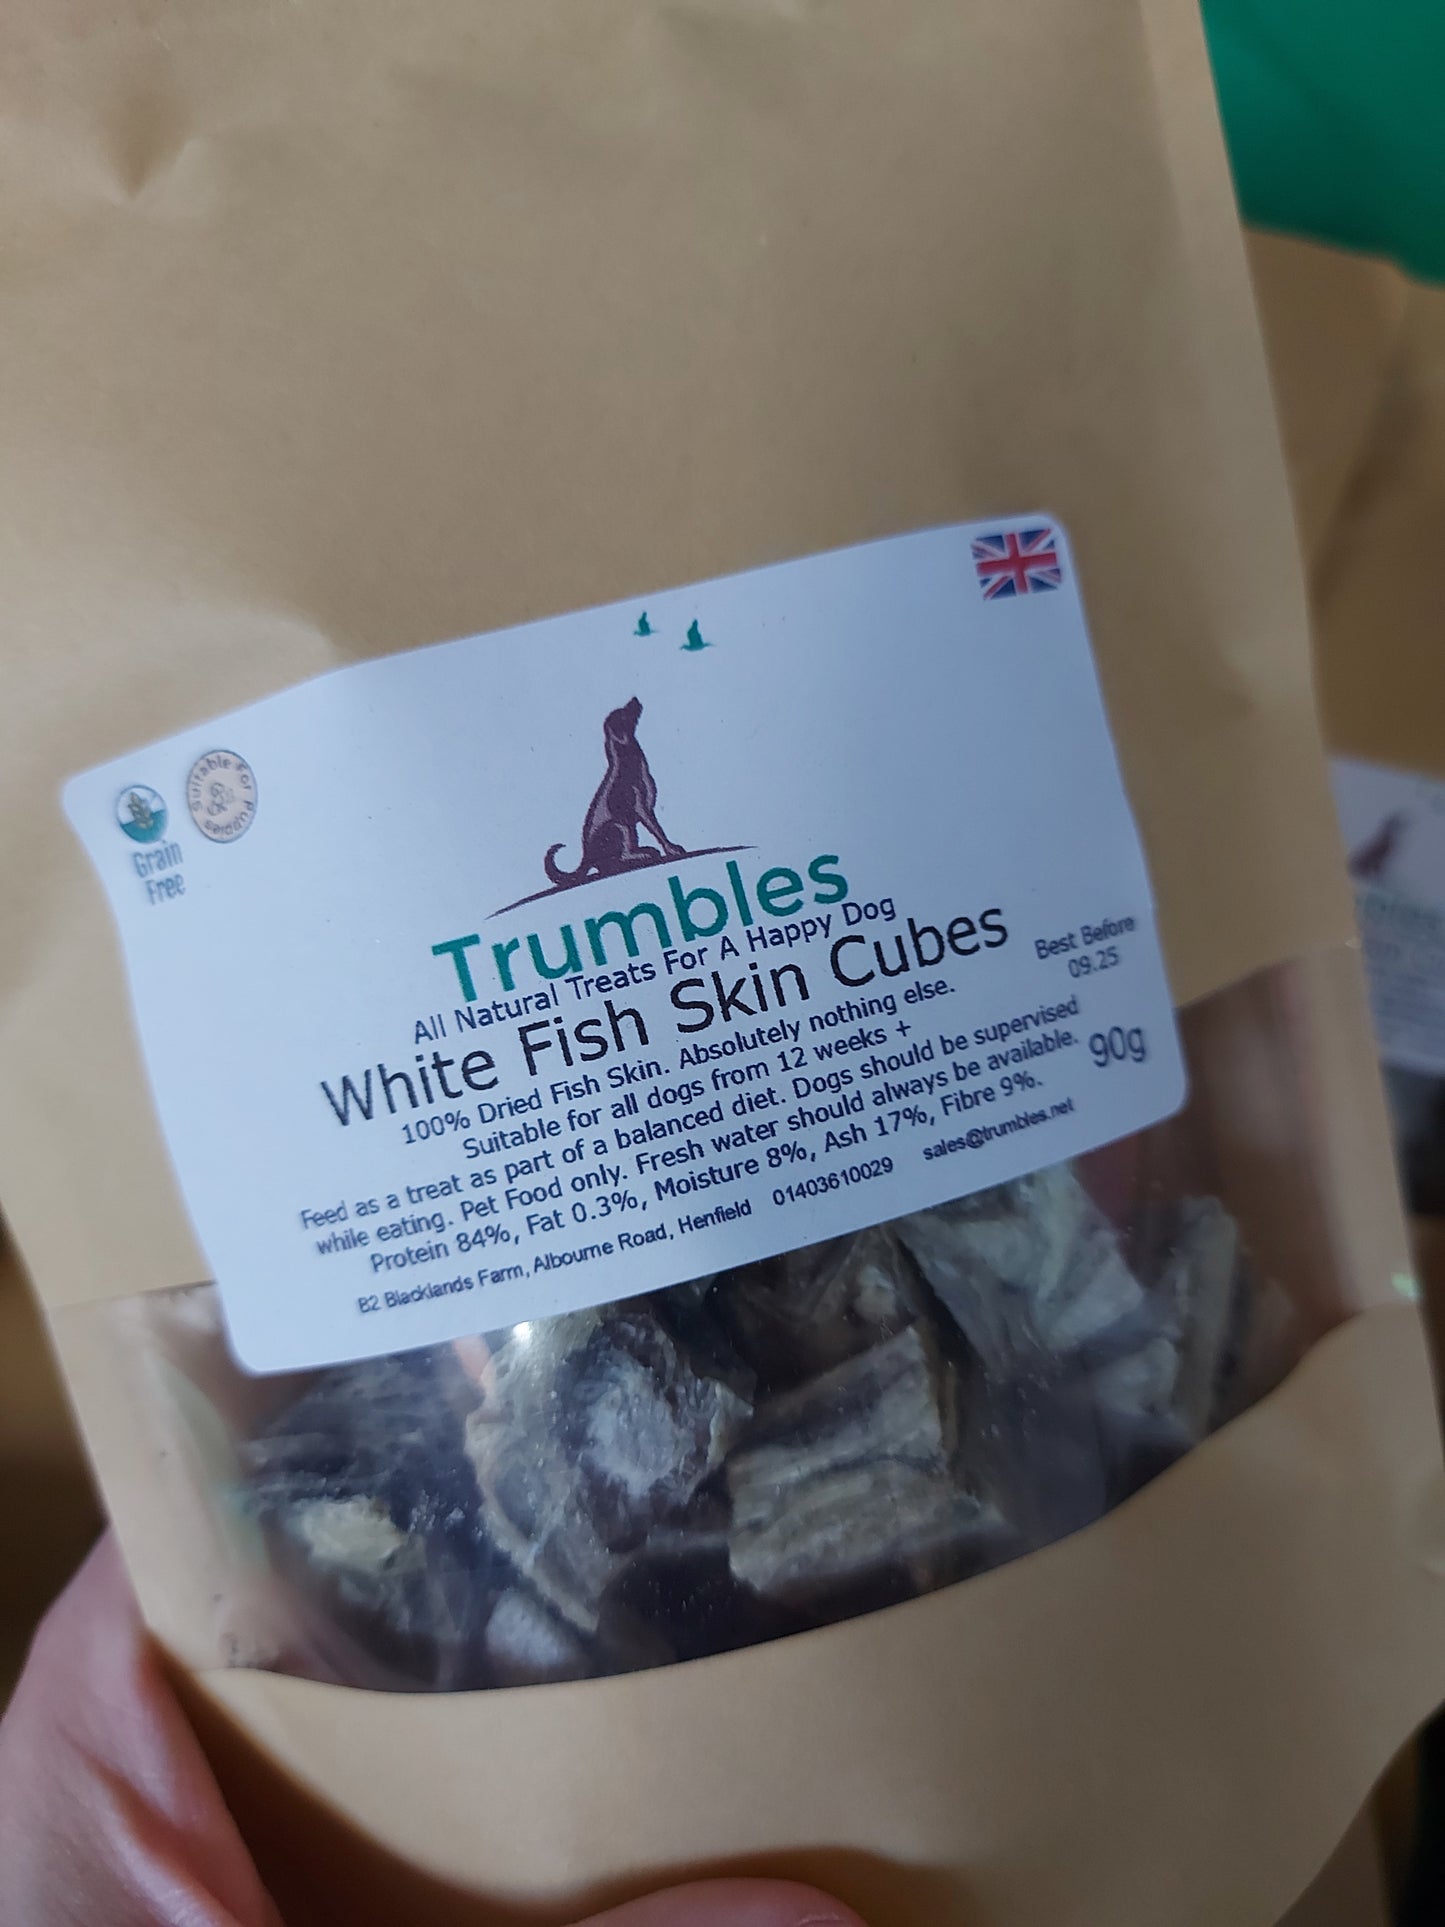 Grain
Free
Suitable For Puppies
Trumbles
All Natural Treats For A Happy Dog
White Fish Skin Cubes
100% Dried Fish Skin. Absolutely nothing else.
Suitable for all dogs from 12 weeks +
Feed as a treat as part of a balanced diet. Dogs should be supervised
while eating. Pet Food only. Fresh water should always be available.
Protein 84%, Fat 0.3%, Moisture 8%, Ash 17%, Fibre 9%.
B2 Blacklands Farm, Albourne Road, Henfield 01403610029 sales@trumbles.net
Best Before
09.25
90g